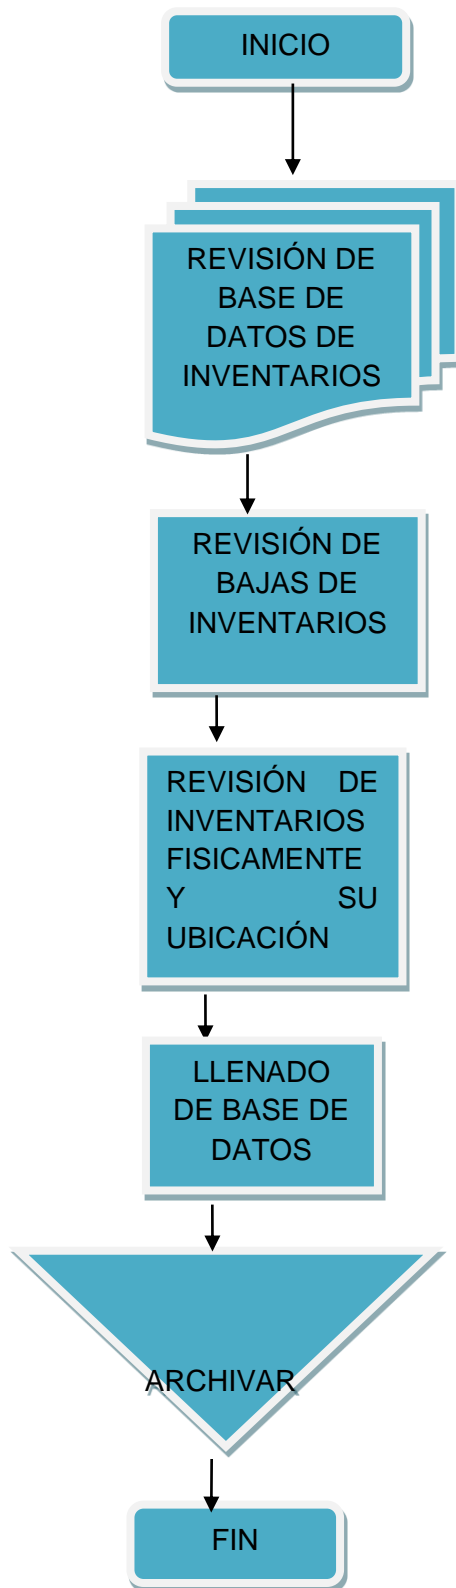 INICIO
REVISIÓN DE
BASE DE
DATOS DE
INVENTARIOS
REVISIÓN DE
BAJAS DE
INVENTARIOS
REVISIÓN DE
INVENTARIOS
FISICAMENTE
Y SU
UBICACIÓN
LLENADO
DE BASE DE
DATOS
ARCHIVAR
FIN